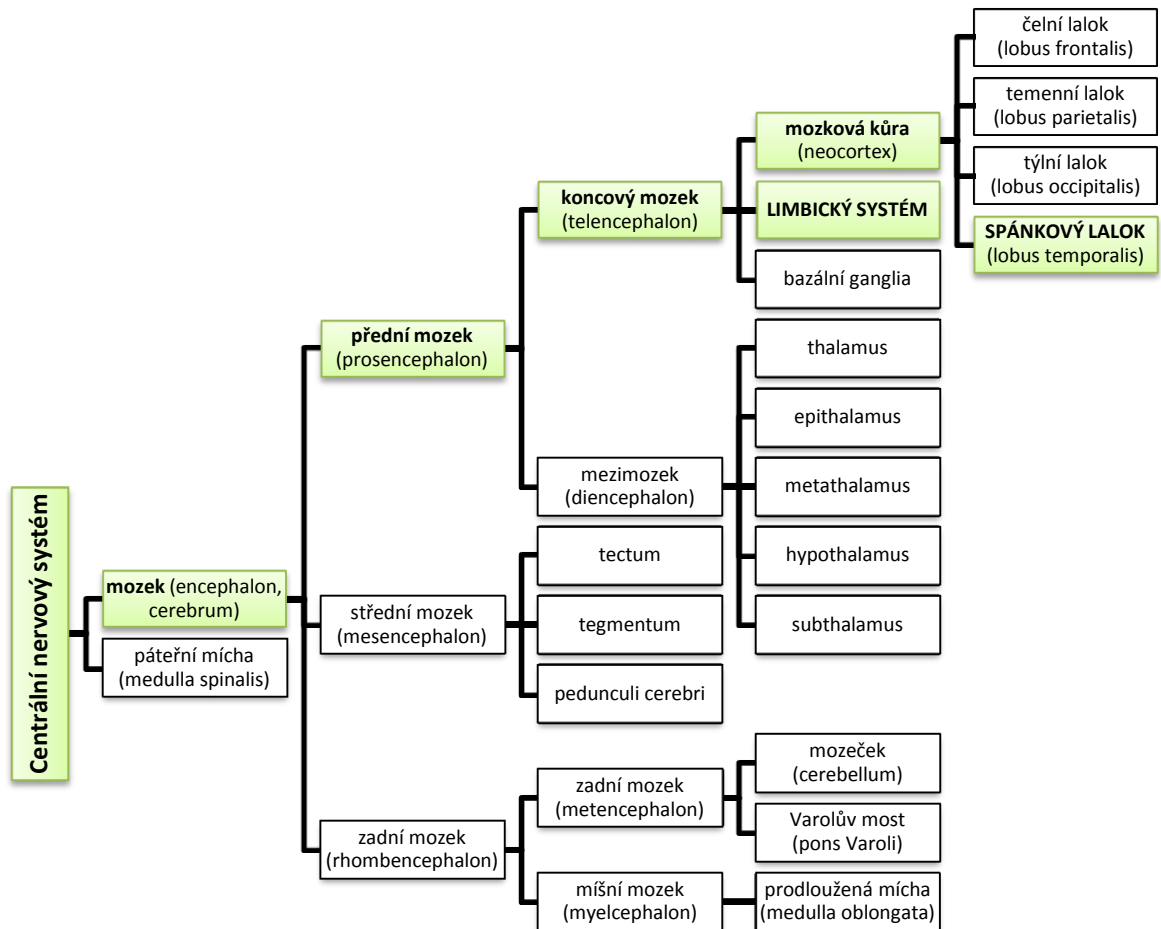 Centrální nervový systém
mozek (encephalon,
cerebrum)
páteřní mícha
(medulla spinalis)
přední mozek
(prosencephalon)
střední mozek
(mesencephalon)
zadní mozek
(rhombencephalon)
koncový mozek
(telencephalon)
mezimozek
(diencephalon)
tectum
tegmentum
pedunculi cerebri
zadní mozek
(metencephalon)
míšní mozek
(myelcephalon)
mozková kůra
(neocortex)
LIMBICKÝ SYSTÉM
bazální ganglia
thalamus
epithalamus
metathalamus
hypothalamus
subthalamus
mozeček
(cerebellum)
Varolův most
(pons Varoli)
prodloužená mícha
(medulla oblongata)
čelní lalok
(lobus frontalis)
temenní lalok
(lobus parietalis)
týlní lalok
(lobus occipitalis)
SPÁNKOVÝ LALOK
(lobus temporalis)